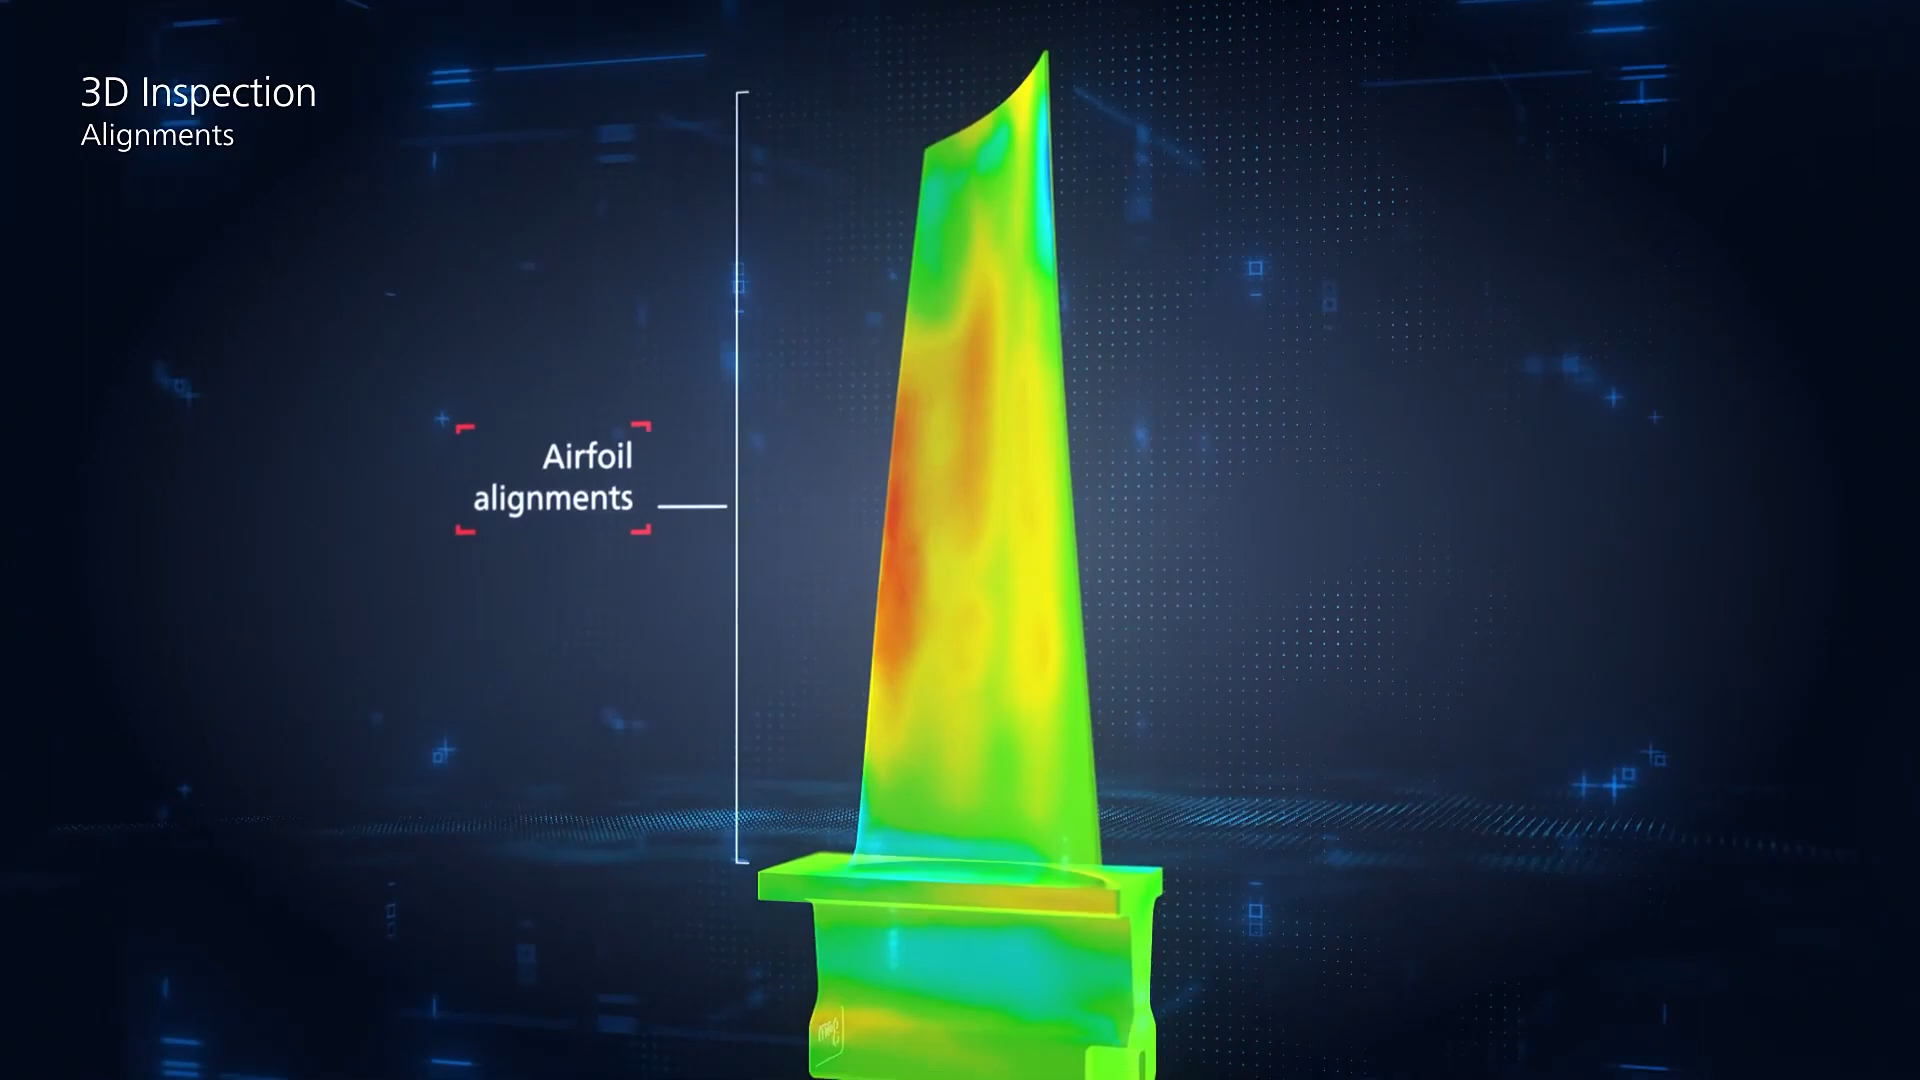 3D Inspection
Alignments
Airfoil
alignments